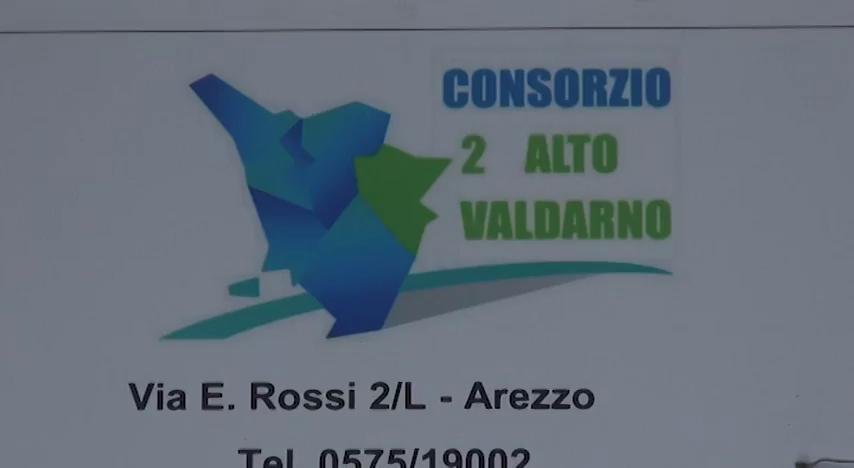 CONSORZIO
2 ALTO
VALDARNO
Via E. Rossi 2/L - Arezzo
Tel. 0575/19002